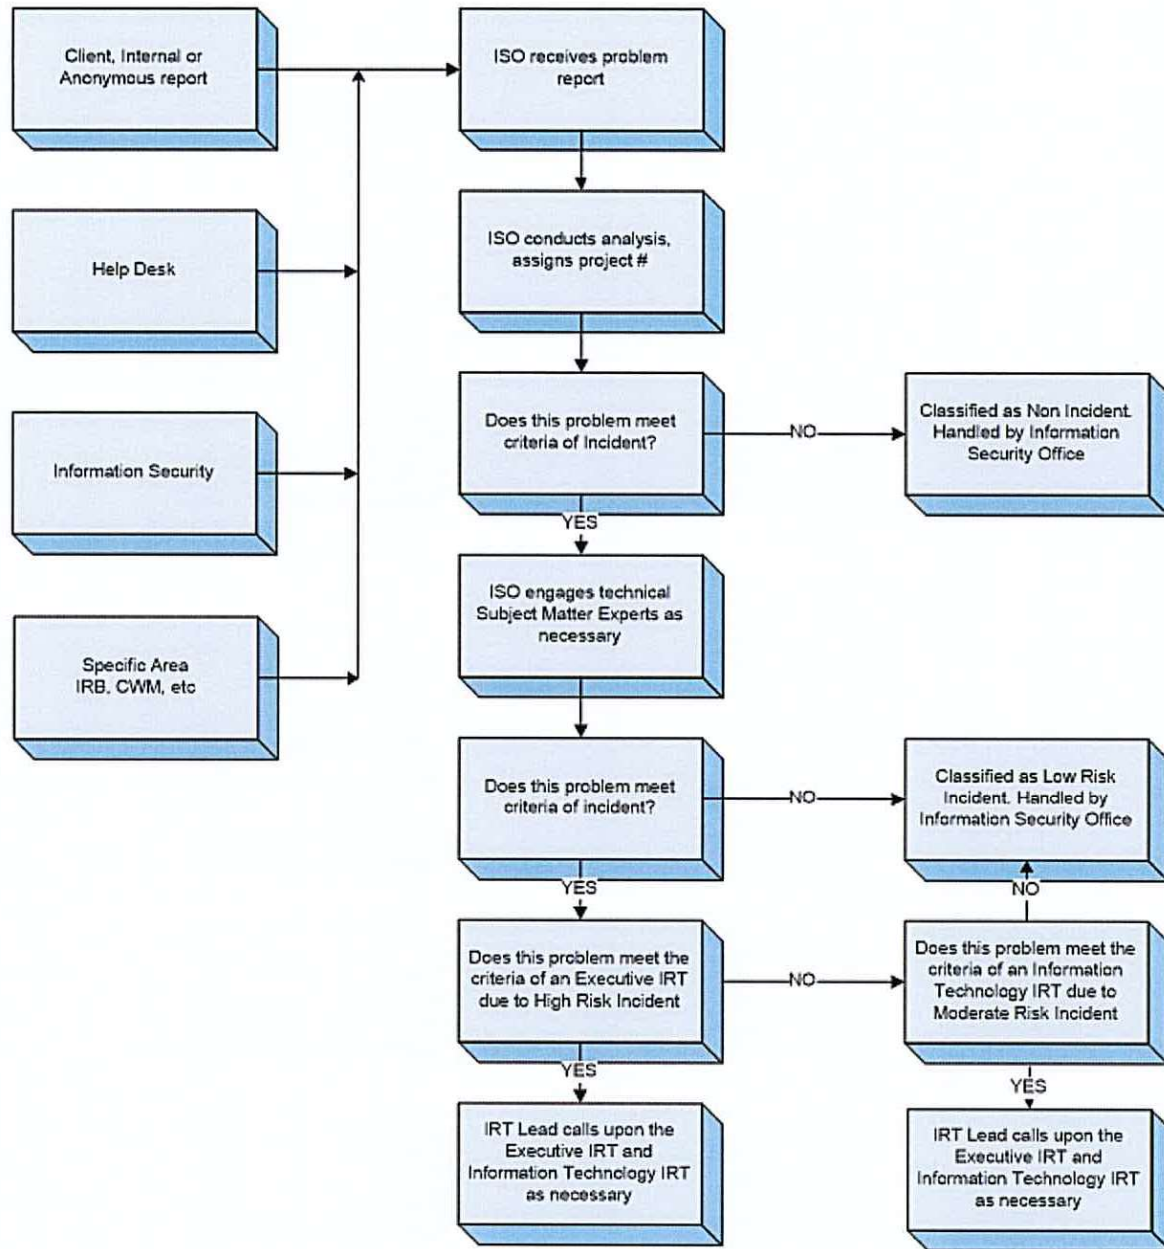 Client, Internal or
Anonymous report
ISO receives problem
report
Help Desk
ISO conducts analysis,
assigns project #
Information Security
Does this problem meet
criteria of Incident?
NO
Classified as Non Incident.
Handled by Information
Security Office
YES
ISO engages technical
Subject Matter Experts as
necessary
Specific Area
IRB, CWM, etc
Does this problem meet
criteria of incident?
NO
Classified as Low Risk
Incident. Handled by
Information Security Office
YES
NO
Does this problem meet the
criteria of an Executive IRT
due to High Risk Incident
NO
Does this problem meet the
criteria of an Information
Technology IRT due to
Moderate Risk Incident
YES
YES
IRT Lead calls upon the
Executive IRT and
Information Technology IRT
as necessary
IRT Lead calls upon the
Executive IRT and
Information Technology IRT
as necessary